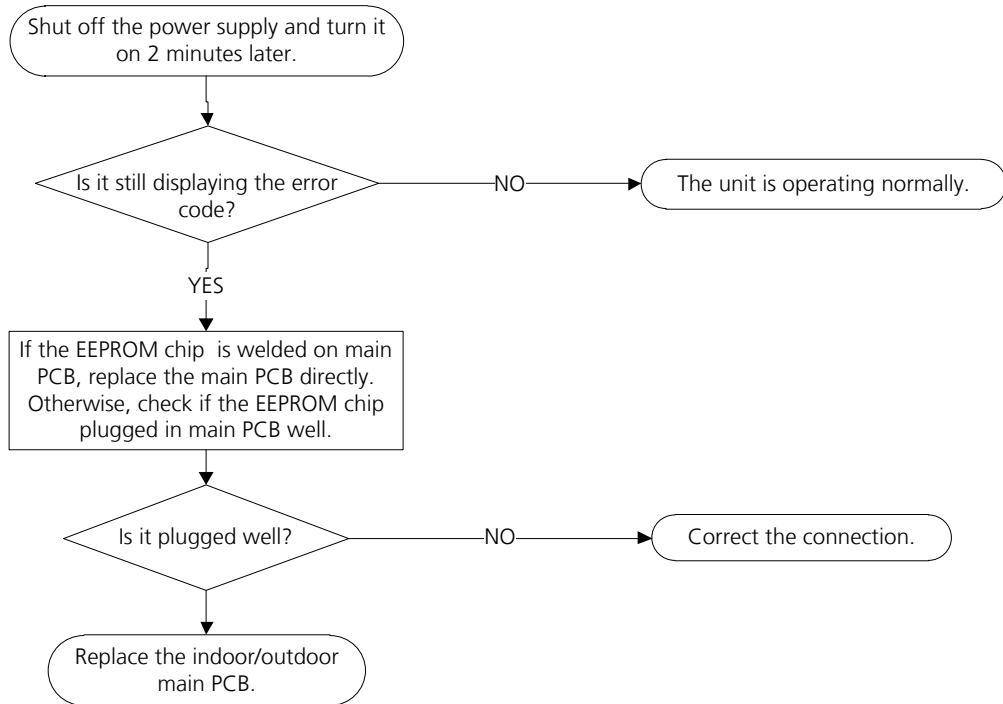 Shut off the power supply and turn it
on 2 minutes later.
Is it still displaying the error
code?
NO
The unit is operating normally.
YES
If the EEPROM chip is welded on main
PCB, replace the main PCB directly.
Otherwise, check if the EEPROM chip
plugged in main PCB well.
Is it plugged well?
NO
Correct the connection.
Replace the indoor/outdoor
main PCB.